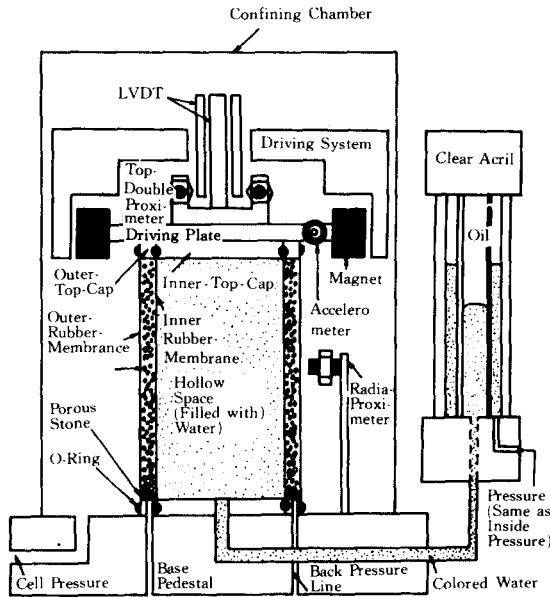 Confining Chamber
LVDT
Driving System
Clear Acril
Top-
Double
Proxi-
meter
Driving Plate
Oil
Outer-
Top-Cap
Inner-Top-Cap
Magnet
Accelero
meter
Outer-
Rubber-
Membrance
Inner
Rubber-
Membrane
Hollow
Space
(Filled with)
Water)
Radia-
Proxi-
meter
Porous
Stone
O-Ring
Pressure
(Same as
Inside
Pressure)
Cell Pressure
Base
Pedestal
Back Pressure
Line
Colored Water